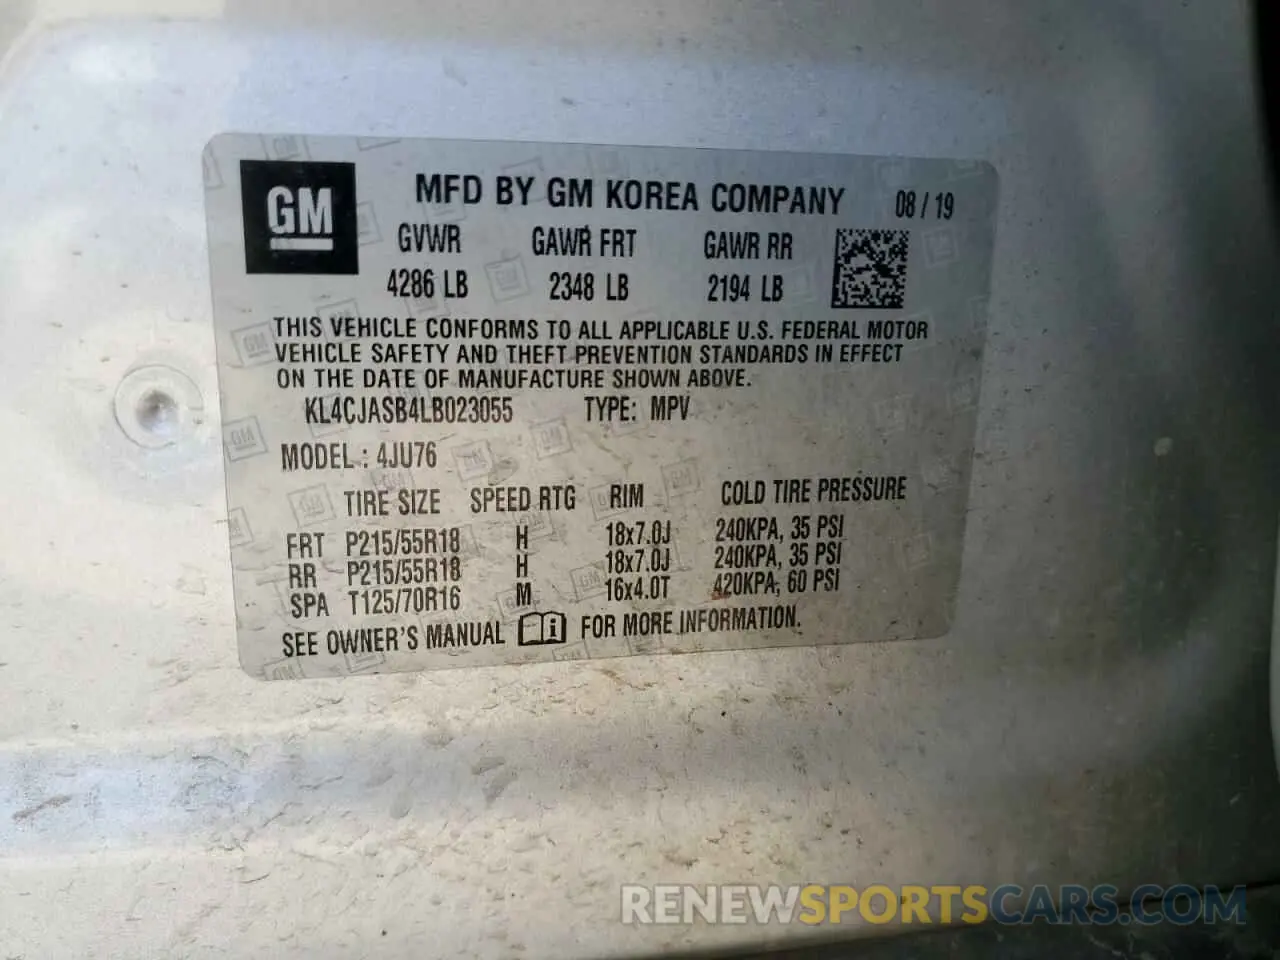 GM
MFD BY GM KOREA COMPANY 08 / 19
GVWR GAWR FRT GAWR RR
4286 LB 2348 LB 2194 LB
THIS VEHICLE CONFORMS TO ALL APPLICABLE U.S. FEDERAL MOTOR
VEHICLE SAFETY AND THEFT PREVENTION STANDARDS IN EFFECT
ON THE DATE OF MANUFACTURE SHOWN ABOVE.
KL4CJASB4LB023055 TYPE: MPV
MODEL : 4JU76
TIRE SIZE SPEED RTG RIM COLD TIRE PRESSURE
FRT P215/55R18 H 18x7.0J 240KPA, 35 PSI
RR P215/55R18 H 18x7.0J 240KPA, 35 PSI
SPA T125/70R16 M 16x4.0T 420KPA, 60 PSI
SEE OWNER'S MANUAL FOR MORE INFORMATION.
RENEWSPORTSCARS.COM